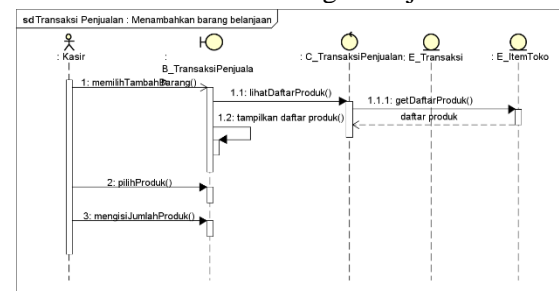 sd Transaksi Penjualan : Menambahkan barang belanjaan
: Kasir
:
B_TransaksiPenjuala
: C_TransaksiPenjualan
: E_Transaksi
: E_ItemToko
1: memilihTambahBarang()
1.1: lihatDaftarProduk()
1.1.1: getDaftarProduk()
1.2: tampilkan daftar produk()
daftar produk
2: pilihProduk()
3: mengisiJumlahProduk()